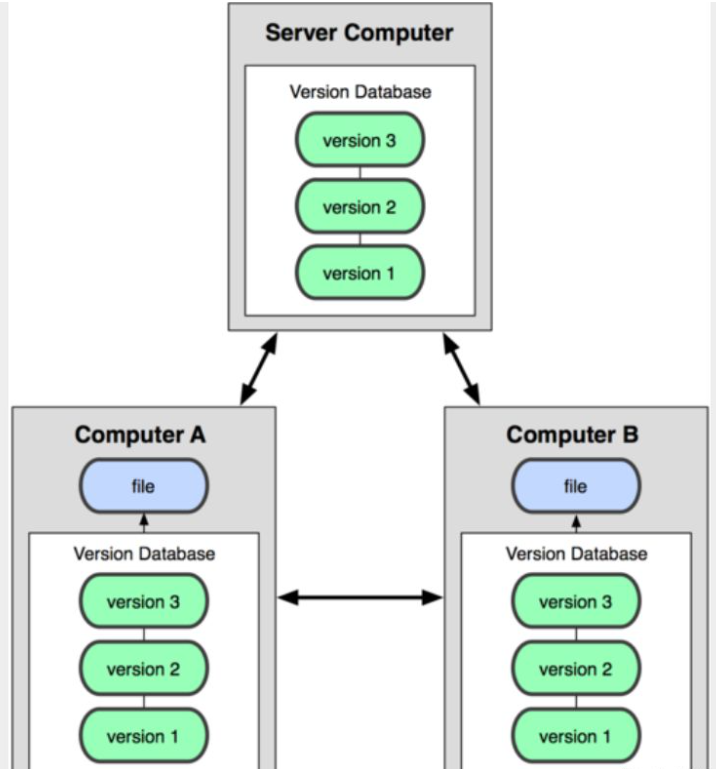 Server Computer
Version Database
version 3
version 2
version 1
Computer A
file
Version Database
version 3
version 2
version 1
Computer B
file
Version Database
version 3
version 2
version 1